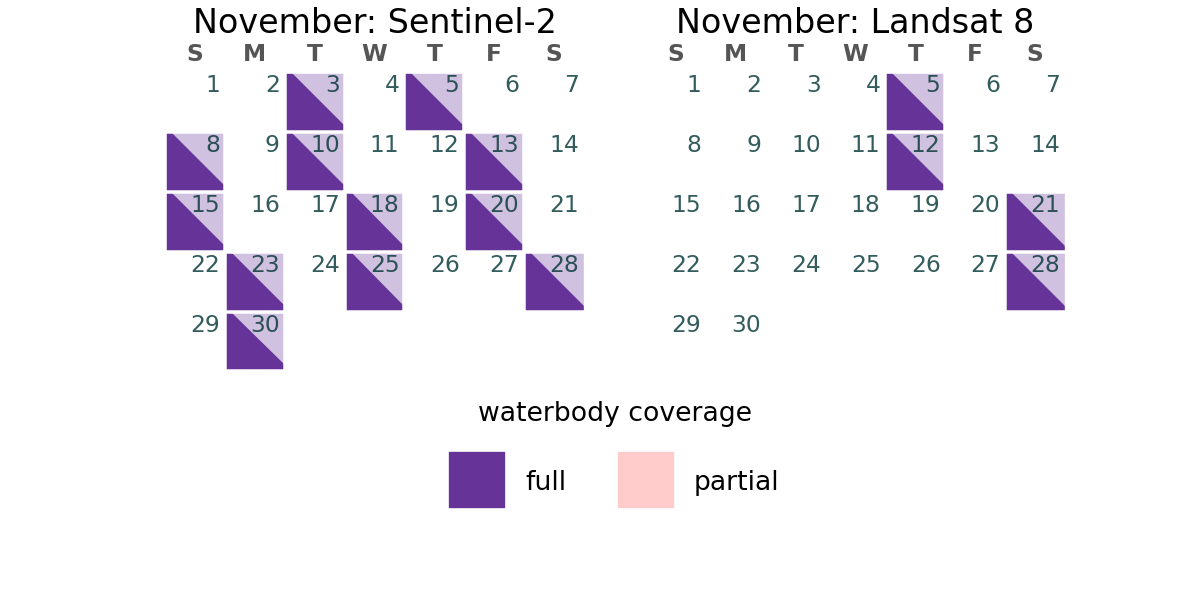 November: Sentinel-2
S M T W T F S
1 2 3 4 5 6 7
8 9 10 11 12 13 14
15 16 17 18 19 20 21
22 23 24 25 26 27 28
29 30
November: Landsat 8
S M T W T F S
1 2 3 4 5 6 7
8 9 10 11 12 13 14
15 16 17 18 19 20 21
22 23 24 25 26 27 28
29 30
waterbody coverage
full partial